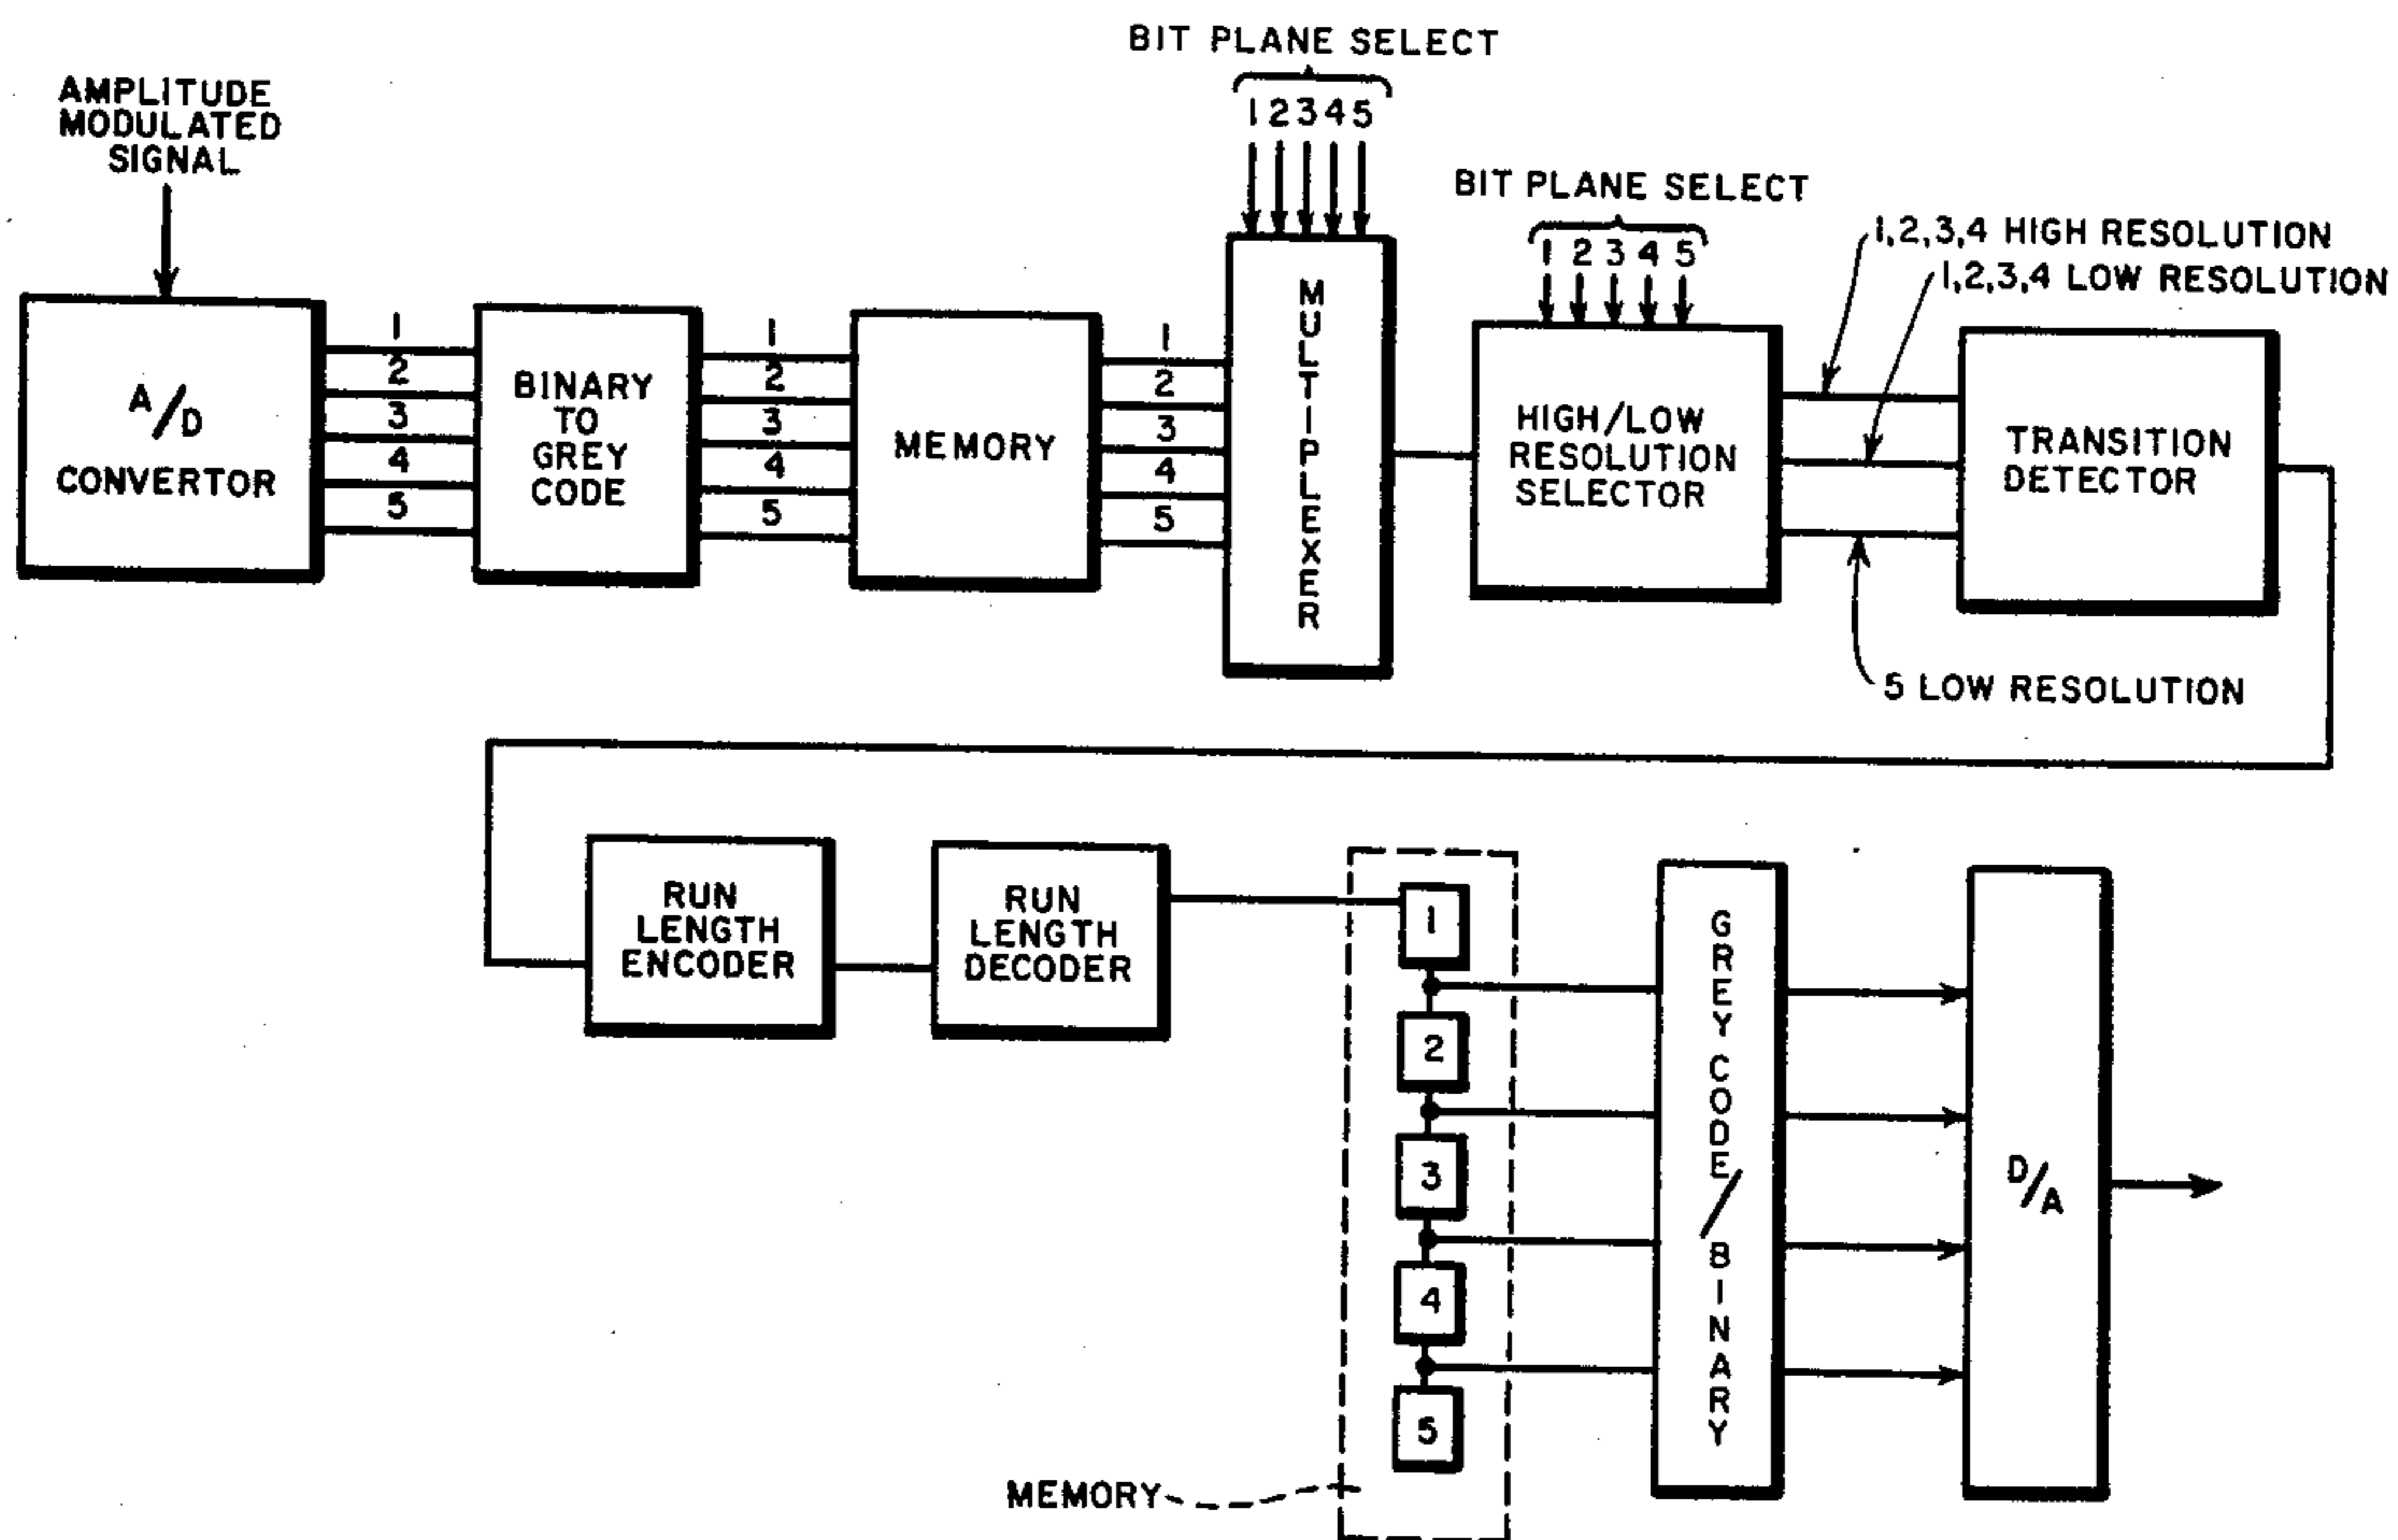 BIT PLANE SELECT
1 2 3 4 5
AMPLITUDE
MODULATED
SIGNAL
BIT PLANE SELECT
1 2 3 4 5
1,2,3,4 HIGH RESOLUTION
1,2,3,4 LOW RESOLUTION
A/D
CONVERTOR
1
2
3
4
5
BINARY
TO
GREY
CODE
1
2
3
4
5
MEMORY
1
2
3
4
5
MULTIPLEXER
HIGH/LOW
RESOLUTION
SELECTOR
TRANSITION
DETECTOR
5 LOW RESOLUTION
RUN
LENGTH
ENCODER
RUN
LENGTH
DECODER
1
2
3
4
5
MEMORY
GREY CODE/BINARY
D/A